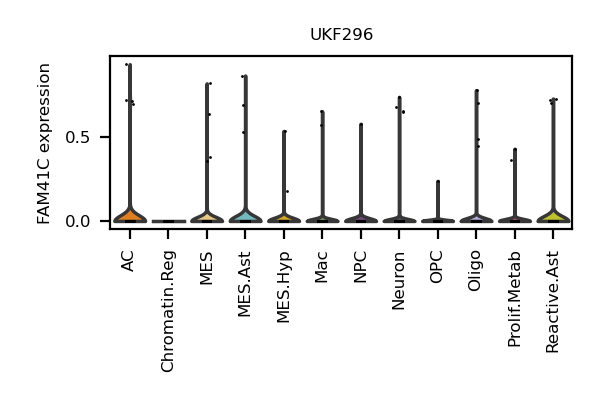 UKF296
FAM41C expression
0.5
0.0
AC
Chromatin.Reg
MES
MES.Ast
MES.Hyp
Mac
NPC
Neuron
OPC
Oligo
Prolif.Metab
Reactive.Ast